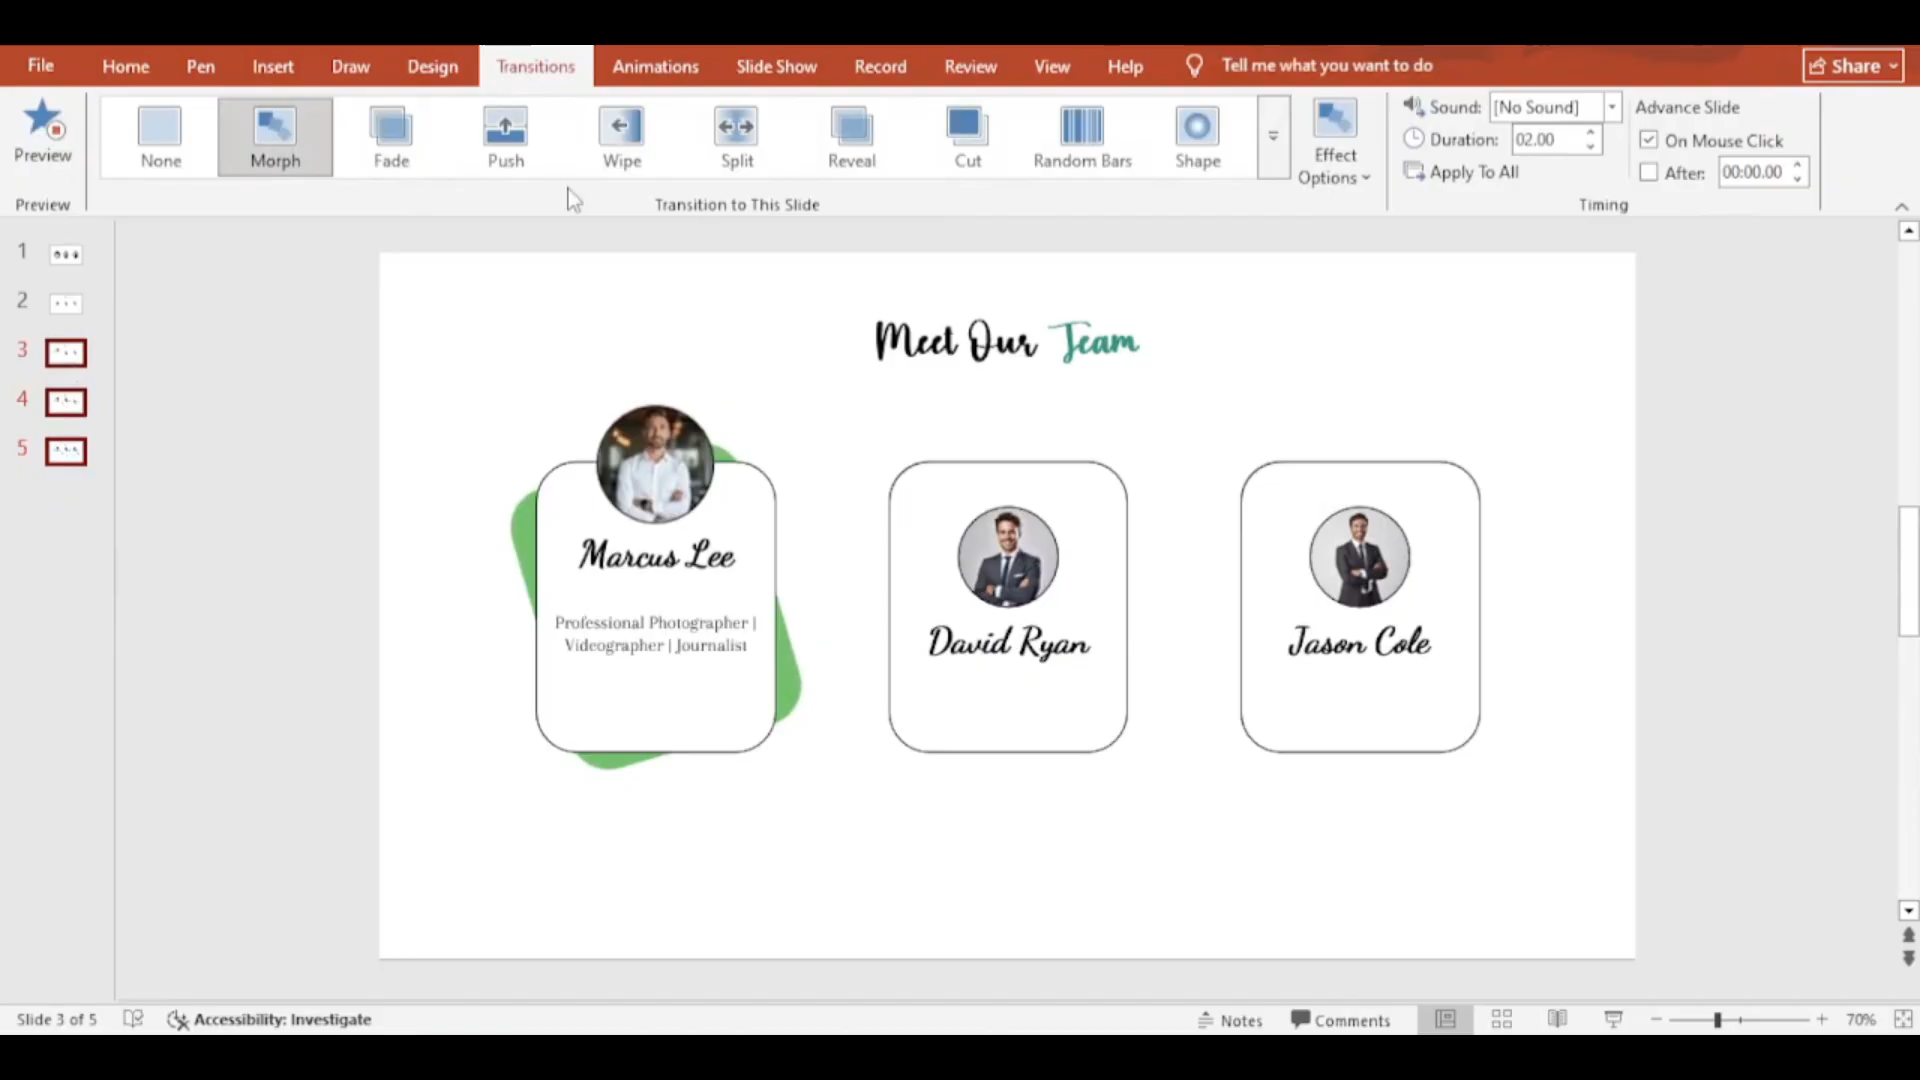 File Home Pen Insert Draw Design Transitions Animations Slide Show Record Review View Help Tell me what you want to do Share
Preview None Morph Fade Push Wipe Split Reveal Cut Random Bars Shape Effect Options
Sound: [No Sound] Advance Slide
Duration: 02.00 On Mouse Click
Apply To All After: 00:00.00
Preview Transition to This Slide Timing
1
2
3
4
5
Meet Our Team
Marcus Lee
Professional Photographer |
Videographer | Journalist
David Ryan
Jason Cole
Slide 3 of 5 Accessibility: Investigate Notes Comments 70%